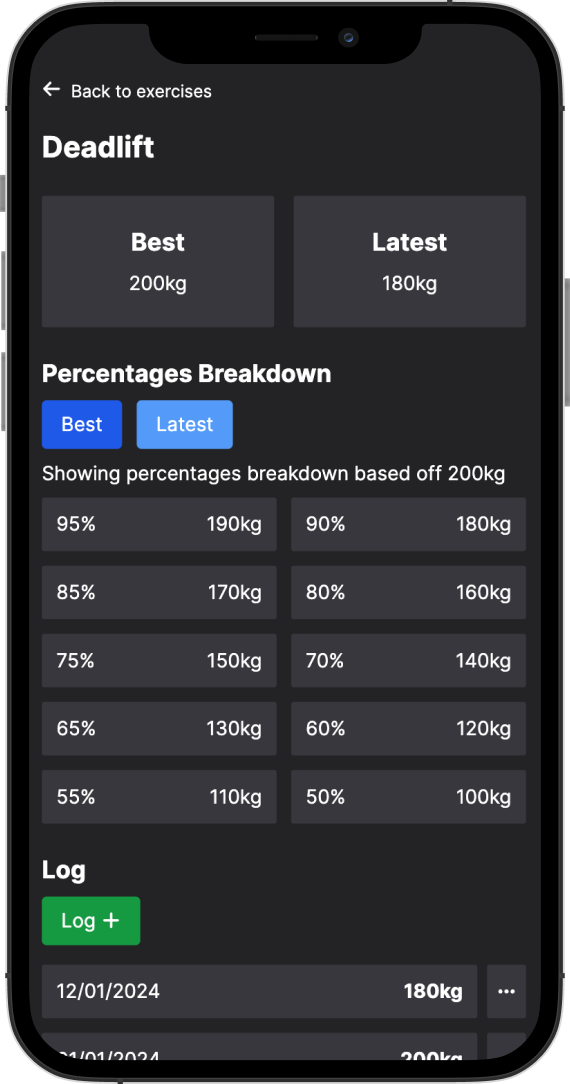 Back to exercises
Deadlift
Best
200kg
Latest
180kg
Percentages Breakdown
Best Latest
Showing percentages breakdown based off 200kg
95% 190kg 90% 180kg
85% 170kg 80% 160kg
75% 150kg 70% 140kg
65% 130kg 60% 120kg
55% 110kg 50% 100kg
Log
Log +
12/01/2024 180kg ...
01/01/2024 200kg